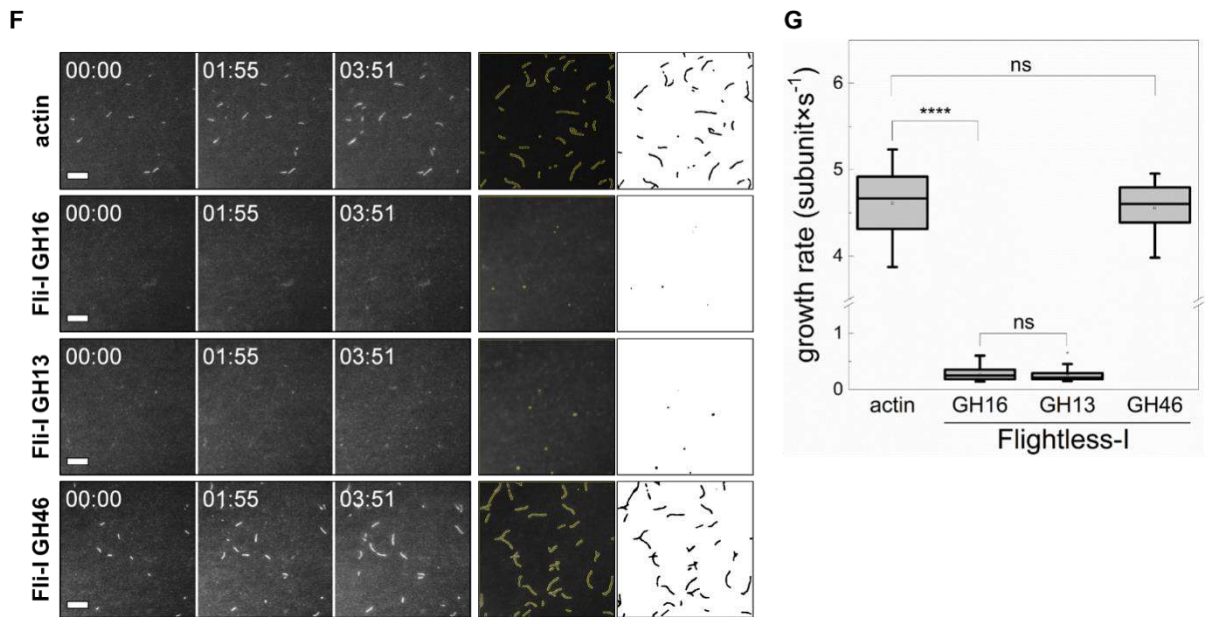 F
actin
00:00 01:55 03:51
Fli-I GH16
00:00 01:55 03:51
Fli-I GH13
00:00 01:55 03:51
Fli-I GH46
00:00 01:55 03:51
G
growth rate (subunit×s⁻¹)
6
5
4
1
0
ns
****
ns
actin GH16 GH13 GH46
Flightless-I